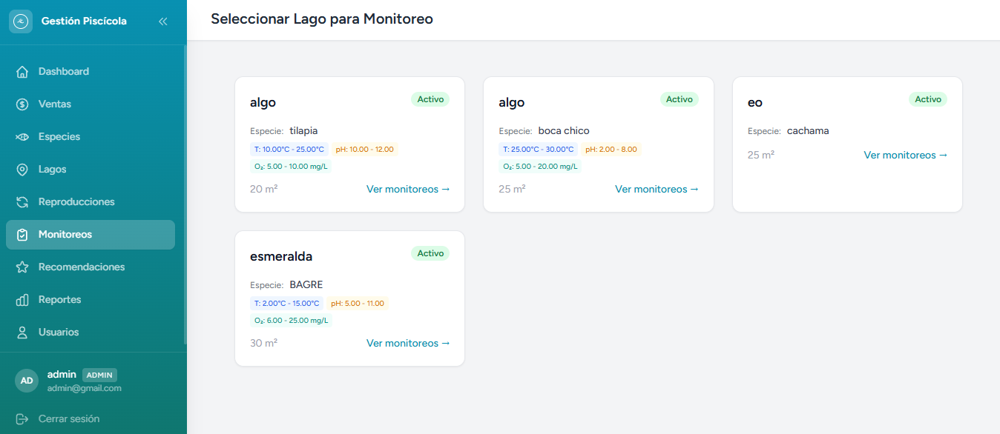 Gestión Piscícola
Dashboard
Ventas
Especies
Lagos
Reproducciones
Monitoreos
Recomendaciones
Reportes
Usuarios
AD
admin ADMIN
admin@gmail.com
Cerrar sesión
Seleccionar Lago para Monitoreo
algo Activo
Especie: tilapia
T: 10.00°C - 25.00°C pH: 10.00 - 12.00
O₂: 5.00 - 10.00 mg/L
20 m² Ver monitoreos →
algo Activo
Especie: boca chico
T: 25.00°C - 30.00°C pH: 2.00 - 8.00
O₂: 5.00 - 20.00 mg/L
25 m² Ver monitoreos →
eo Activo
Especie: cachama
25 m² Ver monitoreos →
esmeralda Activo
Especie: BAGRE
T: 2.00°C - 15.00°C pH: 5.00 - 11.00
O₂: 6.00 - 25.00 mg/L
30 m² Ver monitoreos →